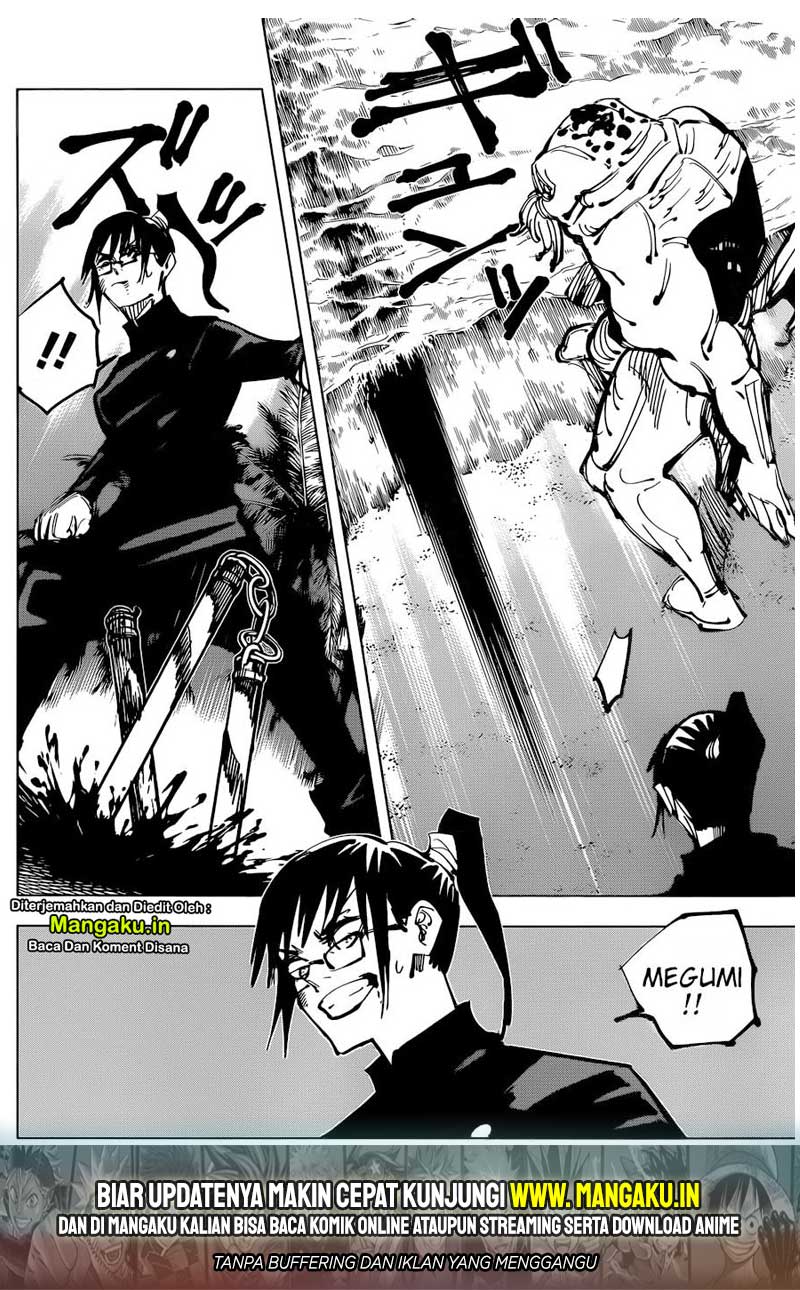 ギュンッ
ズズ
!!
MEGUMI
!!
Diterjemahkan dan Diedit Oleh :
Mangaku.in
Baca Dan Koment Disana
BIAR UPDATENYA MAKIN CEPAT KUNJUNGI WWW. MANGAKU.IN
DAN DI MANGAKU KALIAN BISA BACA KOMIK ONLINE ATAUPUN STREAMING SERTA DOWNLOAD ANIME
TANPA BUFFERING DAN IKLAN YANG MENGGANGU